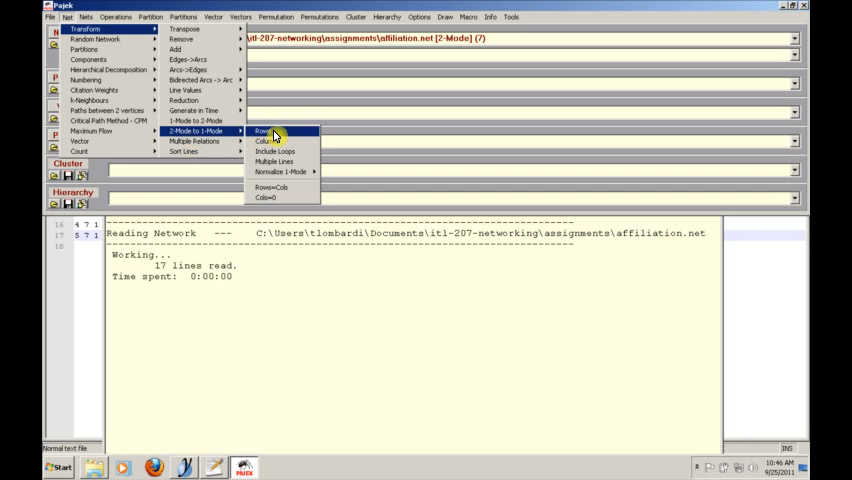 Pajek
File Net Nets Operations Partition Partitions Vector Vectors Permutation Permutations Cluster Hierarchy Options Draw Macro Info Tools
Transform
Random Network
Partitions
Components
Hierarchical Decomposition
Numbering
Citation Weights
k-Neighbours
Paths between 2 vertices
Critical Path Method - CPM
Maximum Flow
Vector
Count
Transpose
Remove
Add
Edges->Arcs
Arcs->Edges
Bidirected Arcs -> Arc
Line Values
Reduction
Generate in Time
1-Mode to 2-Mode
2-Mode to 1-Mode
Multiple Relations
Sort Lines
Rows
Include Loops
Multiple Lines
Normalize 1-Mode
Rows=Cols
Cols=0
\itl-207-networking\assignments\affiliation.net [2-Mode] (7)
Cluster
Hierarchy
16 4 7 1
17 5 7 1
18
Reading Network --- C:\Users\tlombardi\Documents\itl-207-networking\assignments\affiliation.net
Working...
17 lines read.
Time spent: 0:00:00
Normal text file
INS
Start
PAJEK
10:46 AM
9/25/2011